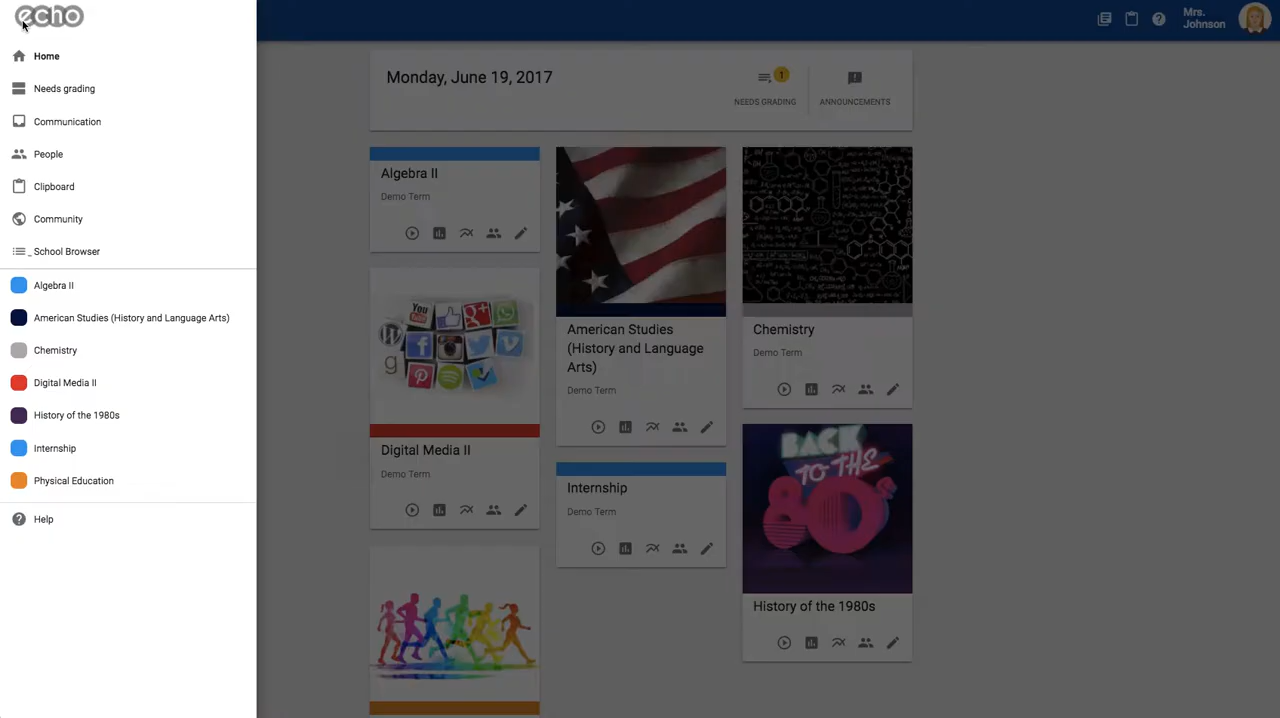 echo
Home
Needs grading
Communication
People
Clipboard
Community
School Browser
Algebra II
American Studies (History and Language Arts)
Chemistry
Digital Media II
History of the 1980s
Internship
Physical Education
Help
Mrs.
Johnson
Monday, June 19, 2017
1
NEEDS GRADING
ANNOUNCEMENTS
Algebra II
Demo Term
You
Tube
Digital Media II
Demo Term
American Studies
(History and Language
Arts)
Demo Term
Internship
Demo Term
Chemistry
Demo Term
BACK
TO THE
80's
History of the 1980s